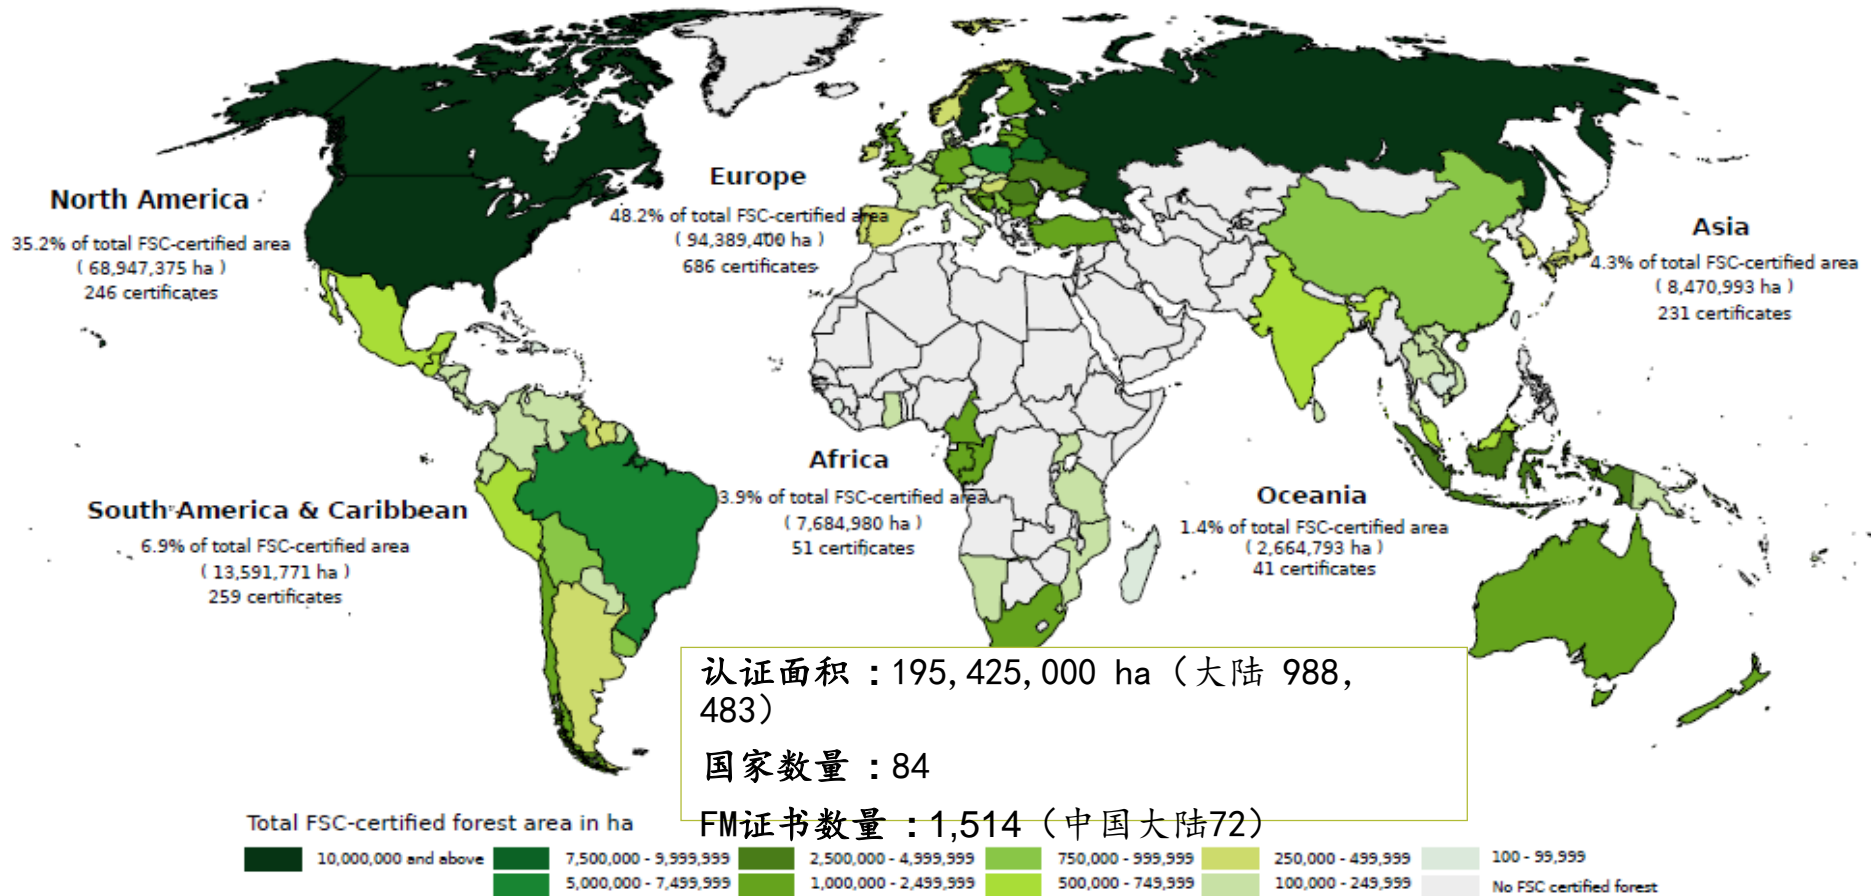 North America
35.2% of total FSC-certified area
( 68,947,375 ha )
246 certificates
Europe
48.2% of total FSC-certified area
( 94,389,400 ha )
686 certificates
Asia
4.3% of total FSC-certified area
( 8,470,993 ha )
231 certificates
South America & Caribbean
6.9% of total FSC-certified area
( 13,591,771 ha )
259 certificates
Africa
3.9% of total FSC-certified area
( 7,684,980 ha )
51 certificates
Oceania
1.4% of total FSC-certified area
( 2,664,793 ha )
41 certificates
认证面积：195,425,000 ha（大陆 988,
483）
国家数量：84
FM证书数量：1,514（中国大陆72）
Total FSC-certified forest area in ha
10,000,000 and above
7,500,000 - 9,999,999
5,000,000 - 7,499,999
2,500,000 - 4,999,999
1,000,000 - 2,499,999
750,000 - 999,999
500,000 - 749,999
250,000 - 499,999
100,000 - 249,999
100 - 99,999
No FSC certified forest